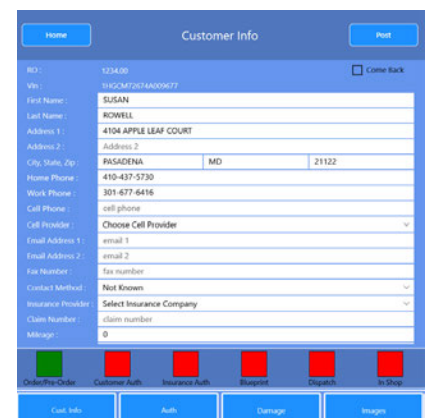 Home Customer Info Post
RO : 1234.00 Come Back
Vin : 1HGCM72674A009677
First Name : SUSAN
Last Name : ROWELL
Address 1 : 4104 APPLE LEAF COURT
Address 2 : Address 2
City, State, Zip : PASADENA MD 21122
Home Phone : 410-437-5730
Work Phone : 301-677-6416
Cell Phone : cell phone
Cell Provider : Choose Cell Provider
Email Address 1 : email 1
Email Address 2 : email 2
Fax Number : fax number
Contact Method : Not Known
Insurance Provider : Select Insurance Company
Claim Number : claim number
Mileage : 0
Order/Pre-Order Customer Auth Insurance Auth Blueprint Dispatch In Shop
Cust. Info Auth Damage Images